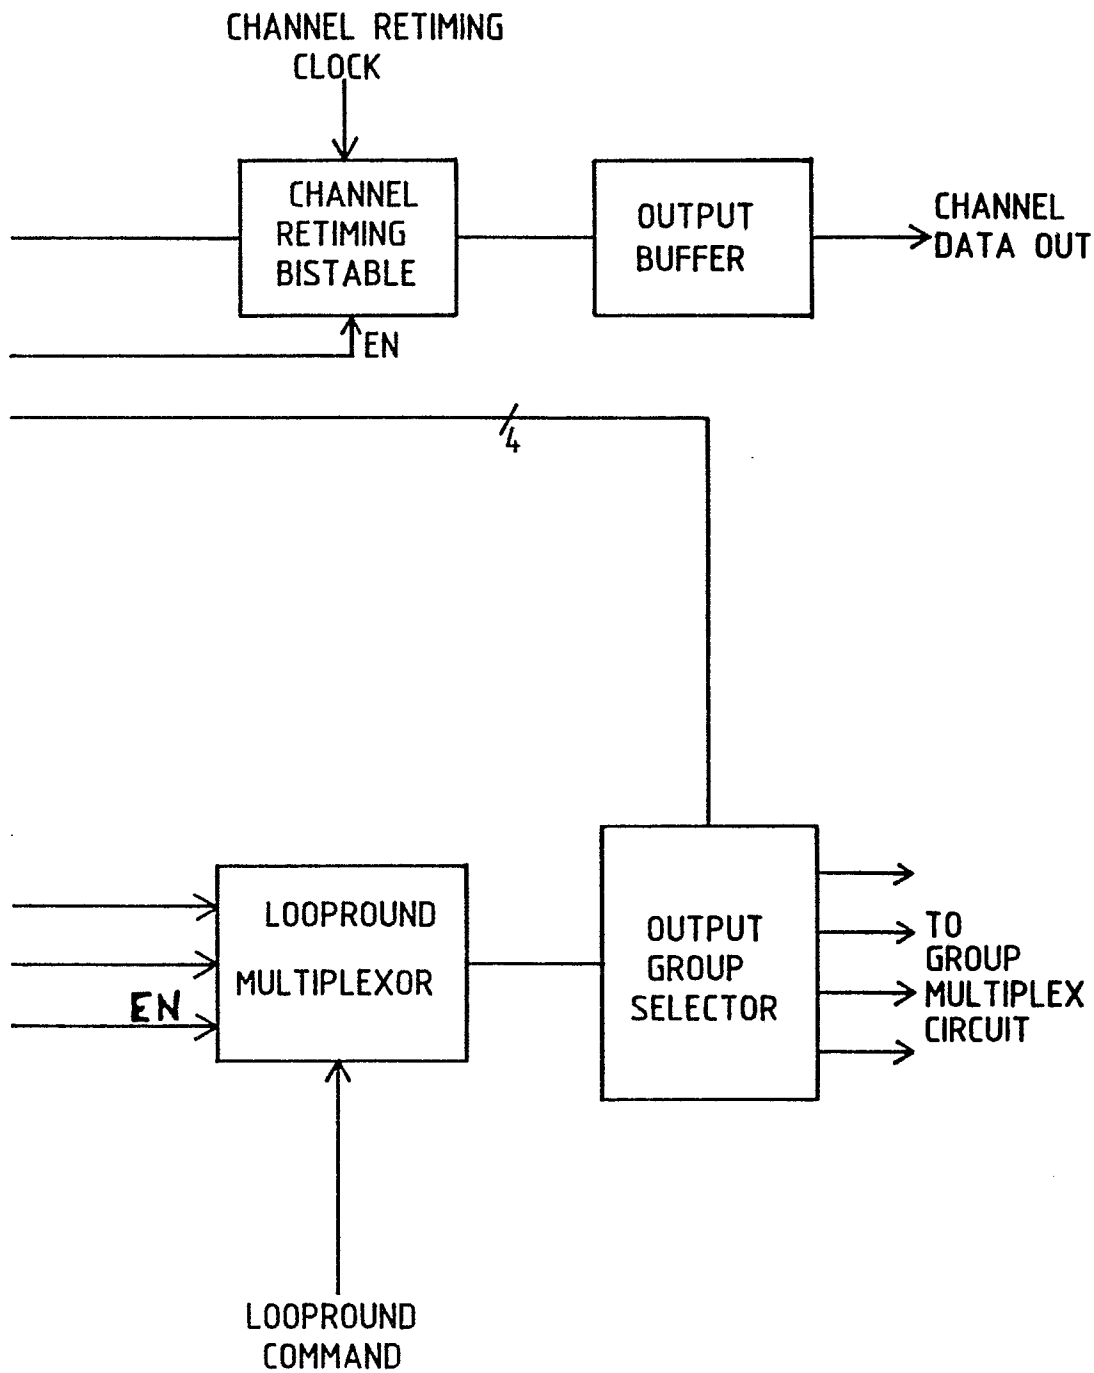 CHANNEL RETIMING
CLOCK
CHANNEL
RETIMING
BISTABLE
OUTPUT
BUFFER
CHANNEL
DATA OUT
EN
4
LOOPROUND
MULTIPLEXOR
EN
OUTPUT
GROUP
SELECTOR
TO
GROUP
MULTIPLEX
CIRCUIT
LOOPROUND
COMMAND